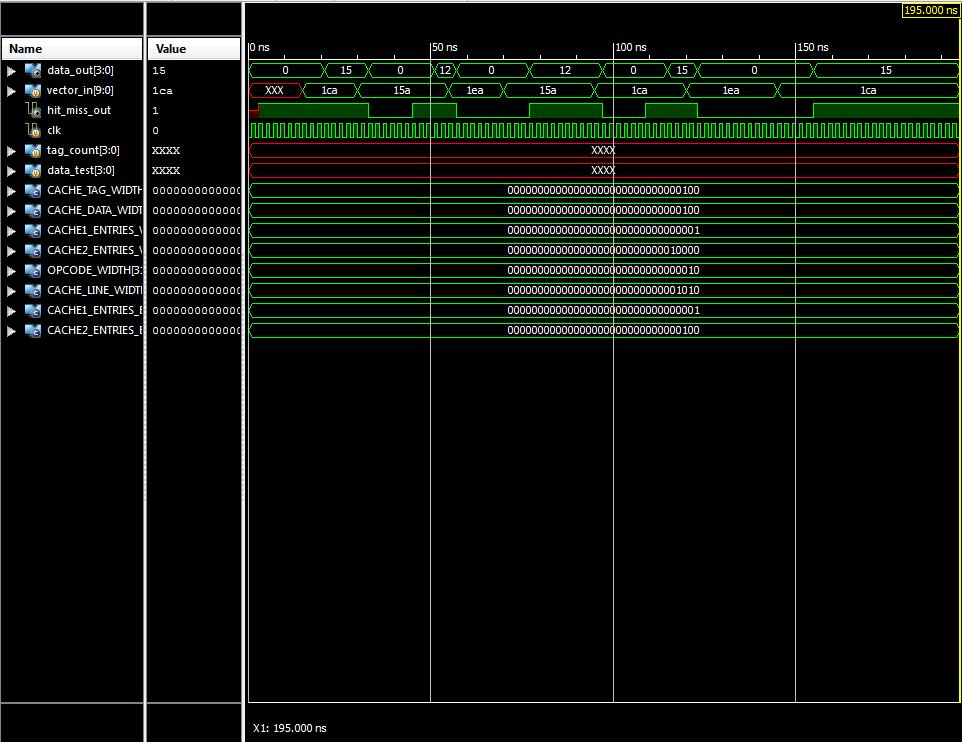 195.000 ns
Name Value 0 ns 50 ns 100 ns 150 ns
data_out[3:0] 15 0 15 0 12 0 12 0 15 0 15
vector_in[9:0] 1ca XXX 1ca 15a 1ea 15a 1ca 1ea 1ca
hit_miss_out 1
clk 0
tag_count[3:0] XXXX XXXX
data_test[3:0] XXXX XXXX
CACHE_TAG_WIDTH 0000000000000 00000000000000000000000000000100
CACHE_DATA_WIDT 0000000000000 00000000000000000000000000000100
CACHE1_ENTRIES_ 0000000000000 00000000000000000000000000000001
CACHE2_ENTRIES_ 0000000000000 00000000000000000000000000010000
OPCODE_WIDTH[3: 0000000000000 00000000000000000000000000000010
CACHE_LINE_WIDT 0000000000000 00000000000000000000000000001010
CACHE1_ENTRIES_ 0000000000000 00000000000000000000000000000001
CACHE2_ENTRIES_ 0000000000000 00000000000000000000000000000100
X1: 195.000 ns